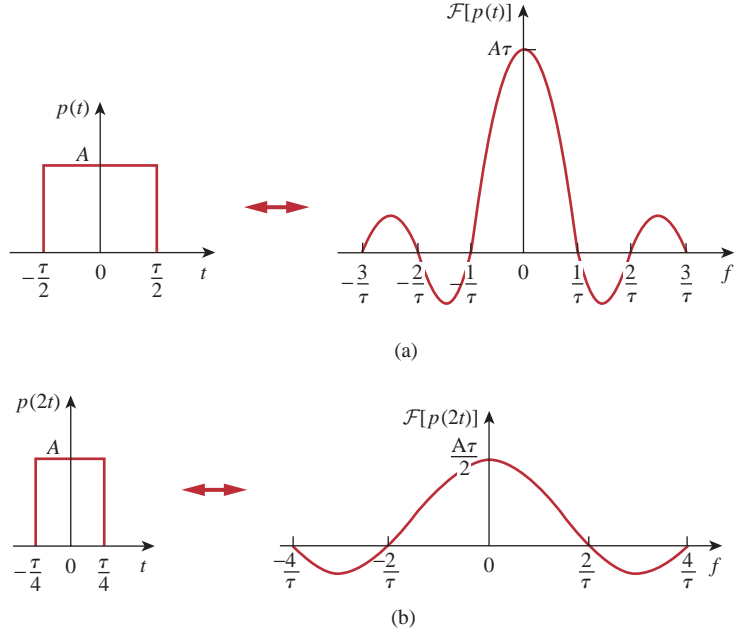 ℱ[p(t)]
Aτ
p(t)
A
−τ/2 0 τ/2 t
−3/τ −2/τ −1/τ 0 1/τ 2/τ 3/τ f
(a)
p(2t)
A
−τ/4 0 τ/4 t
ℱ[p(2t)]
Aτ/2
−4/τ −2/τ 0 2/τ 4/τ f
(b)